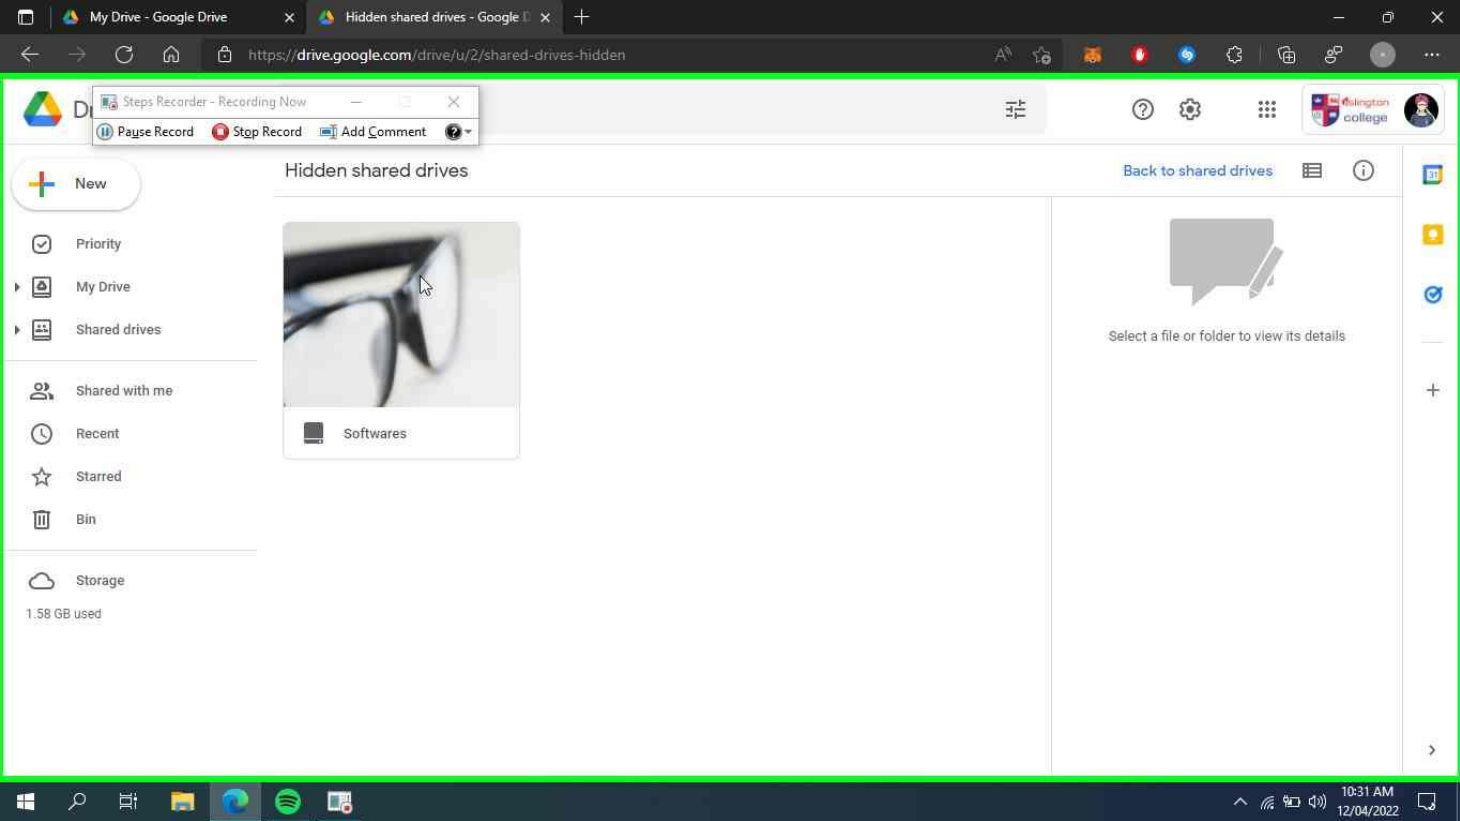 My Drive - Google Drive
Hidden shared drives - Google D
https://drive.google.com/drive/u/2/shared-drives-hidden
Steps Recorder - Recording Now
Pause Record
Stop Record
Add Comment
?
islington
college
Hidden shared drives
Back to shared drives
New
Priority
My Drive
Shared drives
Shared with me
Recent
Starred
Bin
Storage
1.58 GB used
Softwares
Select a file or folder to view its details
31
10:31 AM
12/04/2022